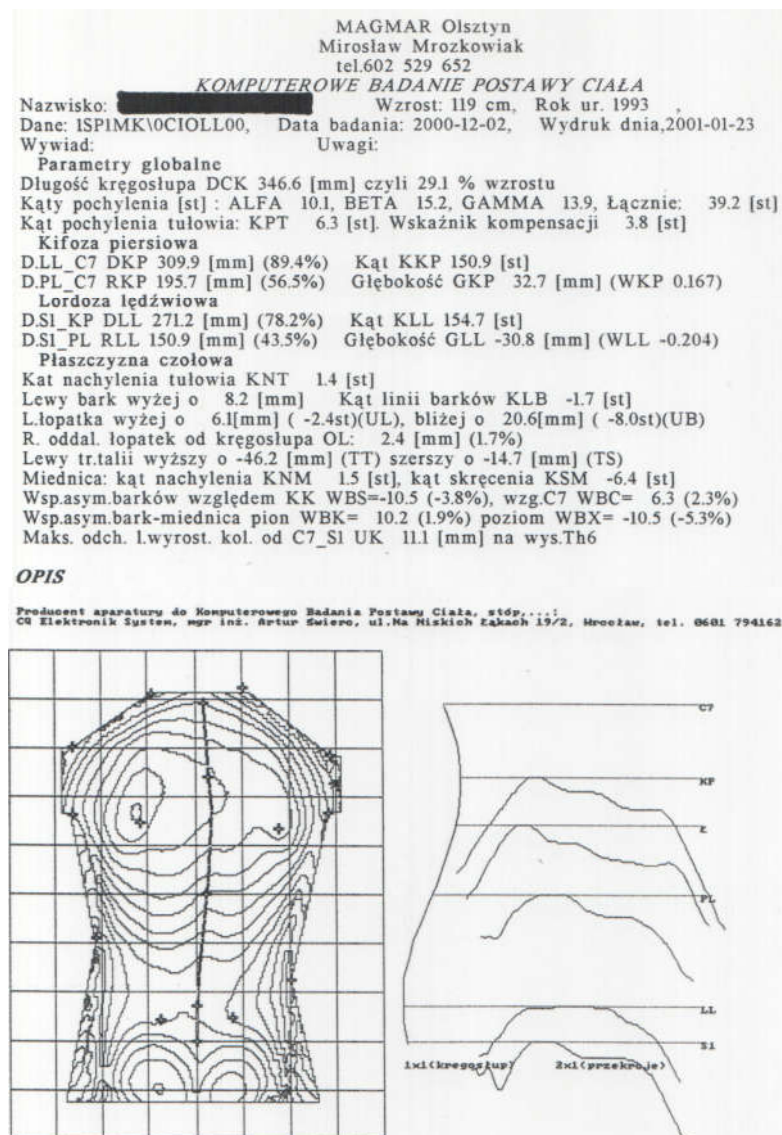 MAGMAR Olsztyn
Mirosław Mrozkowiak
tel.602 529 652
KOMPUTEROWE BADANIE POSTAWY CIAŁA
Nazwisko: Wzrost: 119 cm, Rok ur. 1993 ,
Dane: 1SP1MK\0CIOLL00, Data badania: 2000-12-02, Wydruk dnia,2001-01-23
Wywiad: Uwagi:
Parametry globalne
Długość kręgosłupa DCK 346.6 [mm] czyli 29.1 % wzrostu
Kąty pochylenia [st] : ALFA 10.1, BETA 15.2, GAMMA 13.9, Łącznie: 39.2 [st]
Kąt pochylenia tułowia: KPT 6.3 [st]. Wskaźnik kompensacji 3.8 [st]
Kifoza piersiowa
D.LL_C7 DKP 309.9 [mm] (89.4%) Kąt KKP 150.9 [st]
D.PL_C7 RKP 195.7 [mm] (56.5%) Głębokość GKP 32.7 [mm] (WKP 0.167)
Lordoza lędźwiowa
D.S1_KP DLL 271.2 [mm] (78.2%) Kąt KLL 154.7 [st]
D.S1_PL RLL 150.9 [mm] (43.5%) Głębokość GLL -30.8 [mm] (WLL -0.204)
Płaszczyzna czołowa
Kat nachylenia tułowia KNT 1.4 [st]
Lewy bark wyżej o 8.2 [mm] Kąt linii barków KLB -1.7 [st]
L.łopatka wyżej o 6.1[mm] ( -2.4st)(UL), bliżej o 20.6[mm] ( -8.0st)(UB)
R. oddal. łopatek od kręgosłupa OL: 2.4 [mm] (1.7%)
Lewy tr.talii wyższy o -46.2 [mm] (TT) szerszy o -14.7 [mm] (TS)
Miednica: kąt nachylenia KNM 1.5 [st], kąt skręcenia KSM -6.4 [st]
Wsp.asym.barków względem KK WBS=-10.5 (-3.8%), wzg.C7 WBC= 6.3 (2.3%)
Wsp.asym.bark-miednica pion WBK= 10.2 (1.9%) poziom WBX= -10.5 (-5.3%)
Maks. odch. l.wyrost. kol. od C7_S1 UK 11.1 [mm] na wys.Th6
OPIS
Producent aparatury do Komputerowego Badania Postawy Ciała, stóp,...:
CQ Elektronik System, mgr inż. Artur Świerc, ul.Na Niskich Łąkach 19/2, Wrocław, tel. 0601 794162
C7
KP
Ł
PL
LL
S1
1x1(kręgosłup) 2x1(przekroje)